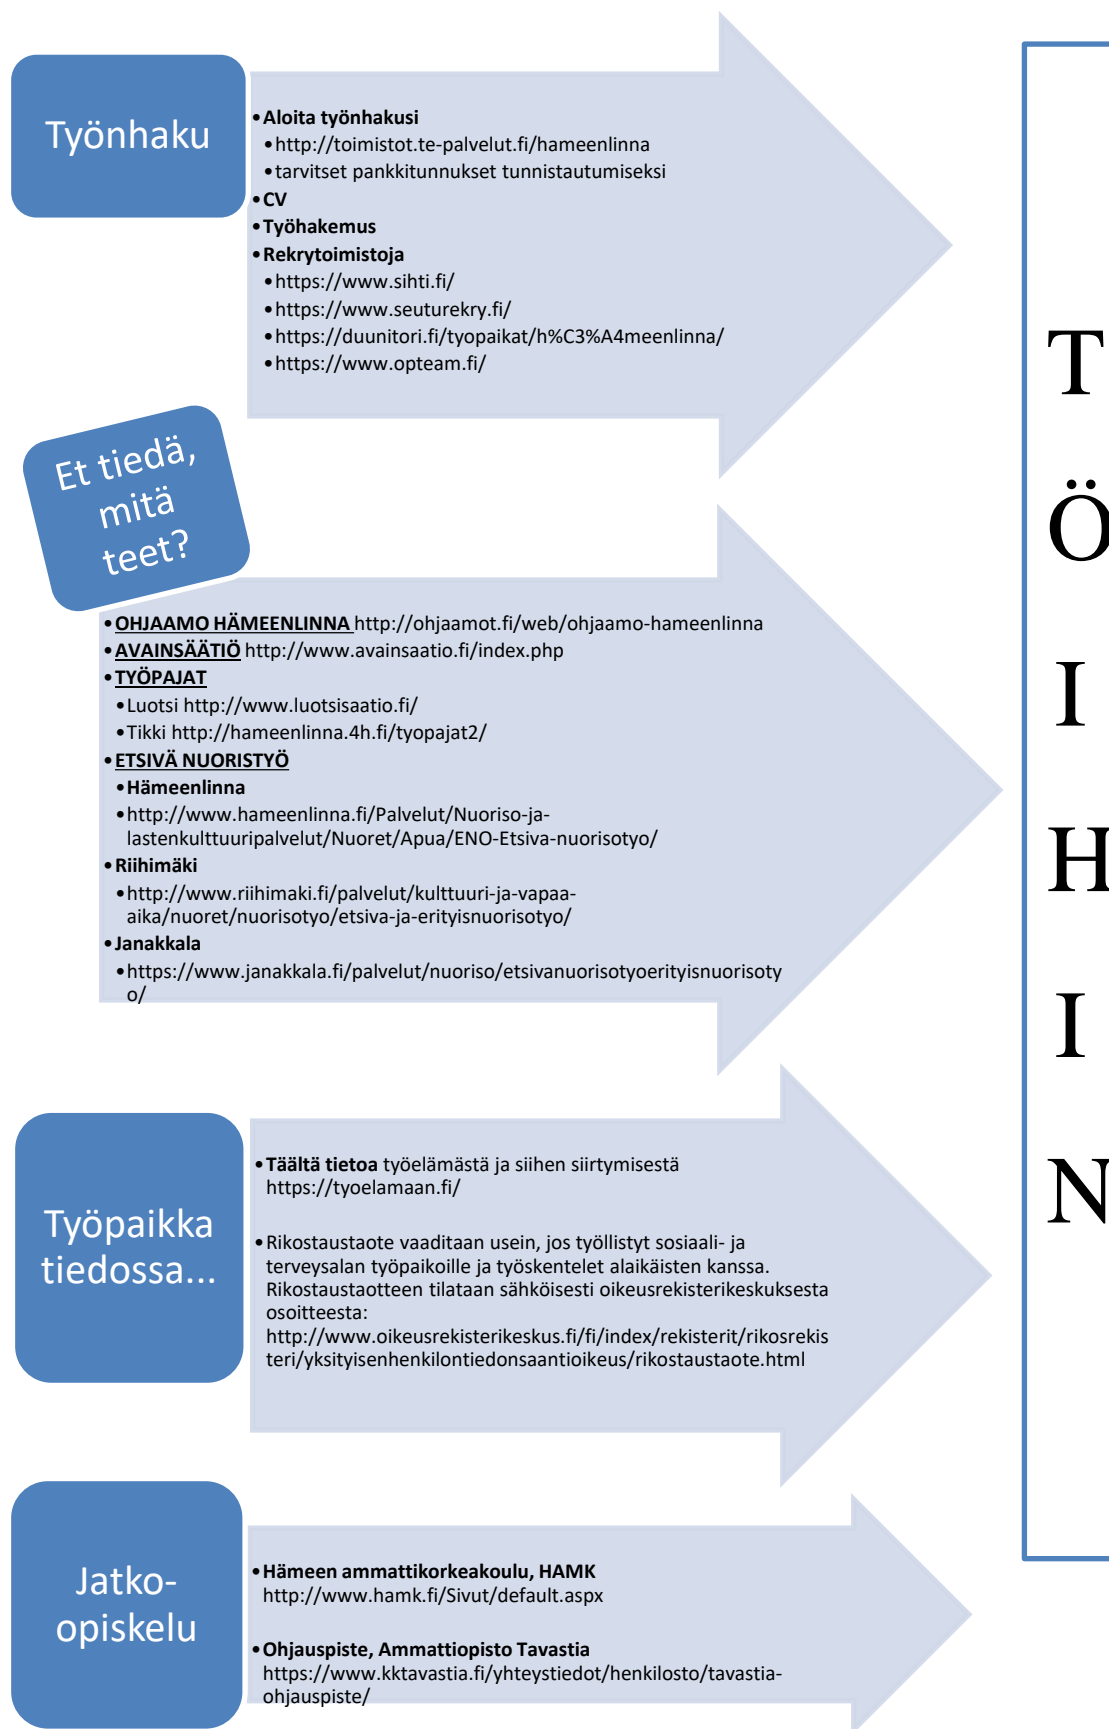 Työnhaku
•Aloita työnhakusi
•http://toimistot.te-palvelut.fi/hameenlinna
•tarvitset pankkitunnukset tunnistautumiseksi
•CV
•Työhakemus
•Rekrytoimistoja
•https://www.sihti.fi/
•https://www.seuturekry.fi/
•https://duunitori.fi/tyopaikat/h%C3%A4meenlinna/
•https://www.opteam.fi/
Et tiedä,
mitä
teet?
•OHJAAMO HÄMEENLINNA http://ohjaamot.fi/web/ohjaamo-hameenlinna
•AVAINSÄÄTIÖ http://www.avainsaatio.fi/index.php
•TYÖPAJAT
•Luotsi http://www.luotsisaatio.fi/
•Tikki http://hameenlinna.4h.fi/tyopajat2/
•ETSIVÄ NUORISTYÖ
•Hämeenlinna
•http://www.hameenlinna.fi/Palvelut/Nuoriso-ja-
lastenkulttuuripalvelut/Nuoret/Apua/ENO-Etsiva-nuorisotyo/
•Riihimäki
•http://www.riihimaki.fi/palvelut/kulttuuri-ja-vapaa-
aika/nuoret/nuorisotyo/etsiva-ja-erityisnuorisotyo/
•Janakkala
•https://www.janakkala.fi/palvelut/nuoriso/etsivanuorisotyoerityisnuorisoty
o/
Työpaikka
tiedossa...
•Täältä tietoa työelämästä ja siihen siirtymisestä
https://tyoelamaan.fi/
•Rikostaustaote vaaditaan usein, jos työllistyt sosiaali- ja
terveysalan työpaikoille ja työskentelet alaikäisten kanssa.
Rikostaustaotteen tilataan sähköisesti oikeusrekisterikeskuksesta
osoitteesta:
http://www.oikeusrekisterikeskus.fi/fi/index/rekisterit/rikosrekis
teri/yksityisenhenkilontiedonsaantioikeus/rikostaustaote.html
Jatko-
opiskelu
•Hämeen ammattikorkeakoulu, HAMK
http://www.hamk.fi/Sivut/default.aspx
•Ohjauspiste, Ammattiopisto Tavastia
https://www.kktavastia.fi/yhteystiedot/henkilosto/tavastia-
ohjauspiste/
T
Ö
I
H
I
N